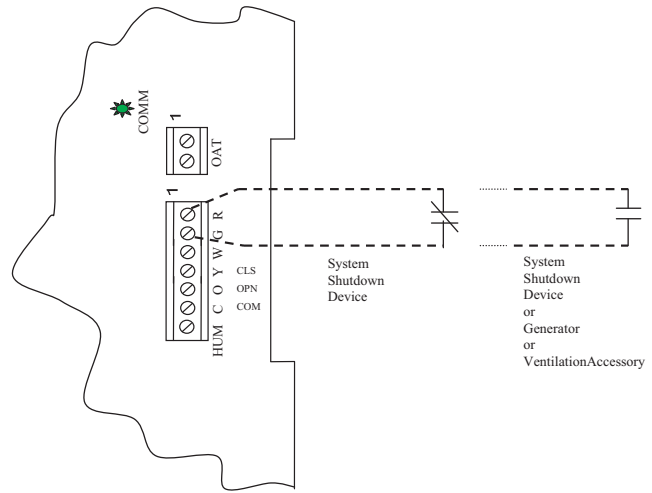 COMM
1
OAT
1
R
G
W
Y
O
C
HUM
CLS
OPN
COM
System
Shutdown
Device
System
Shutdown
Device
or
Generator
or
VentilationAccessory